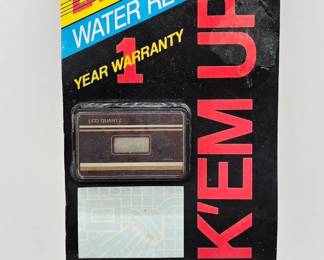 WATER RE
1
YEAR WARRANTY
LCD QUARTZ
K'EM UP